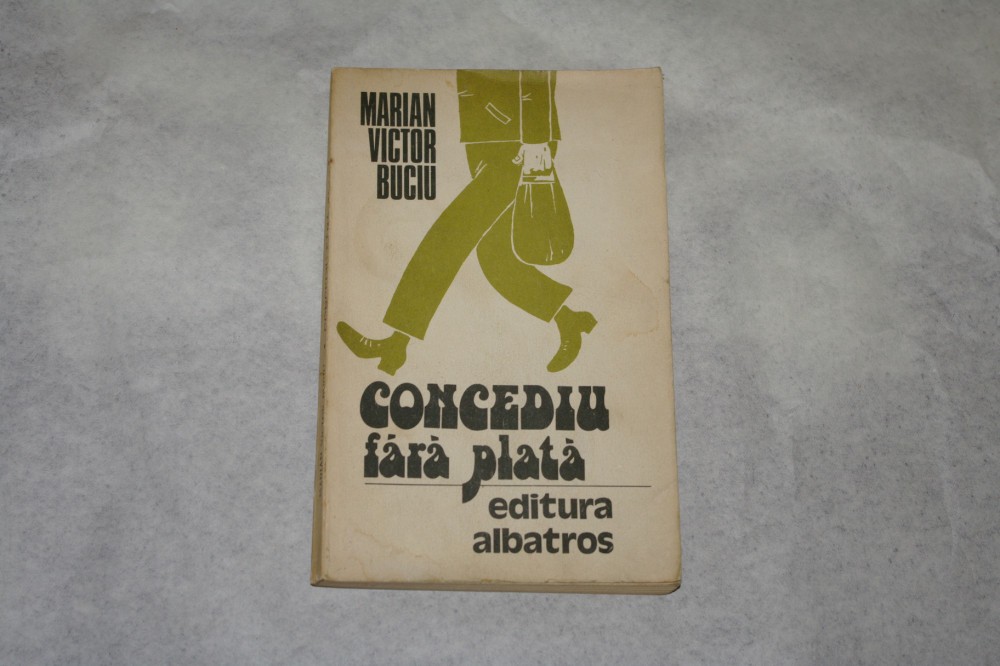 MARIAN
VICTOR
BUCIU
CONCEDIU
fără plată
editura
albatros